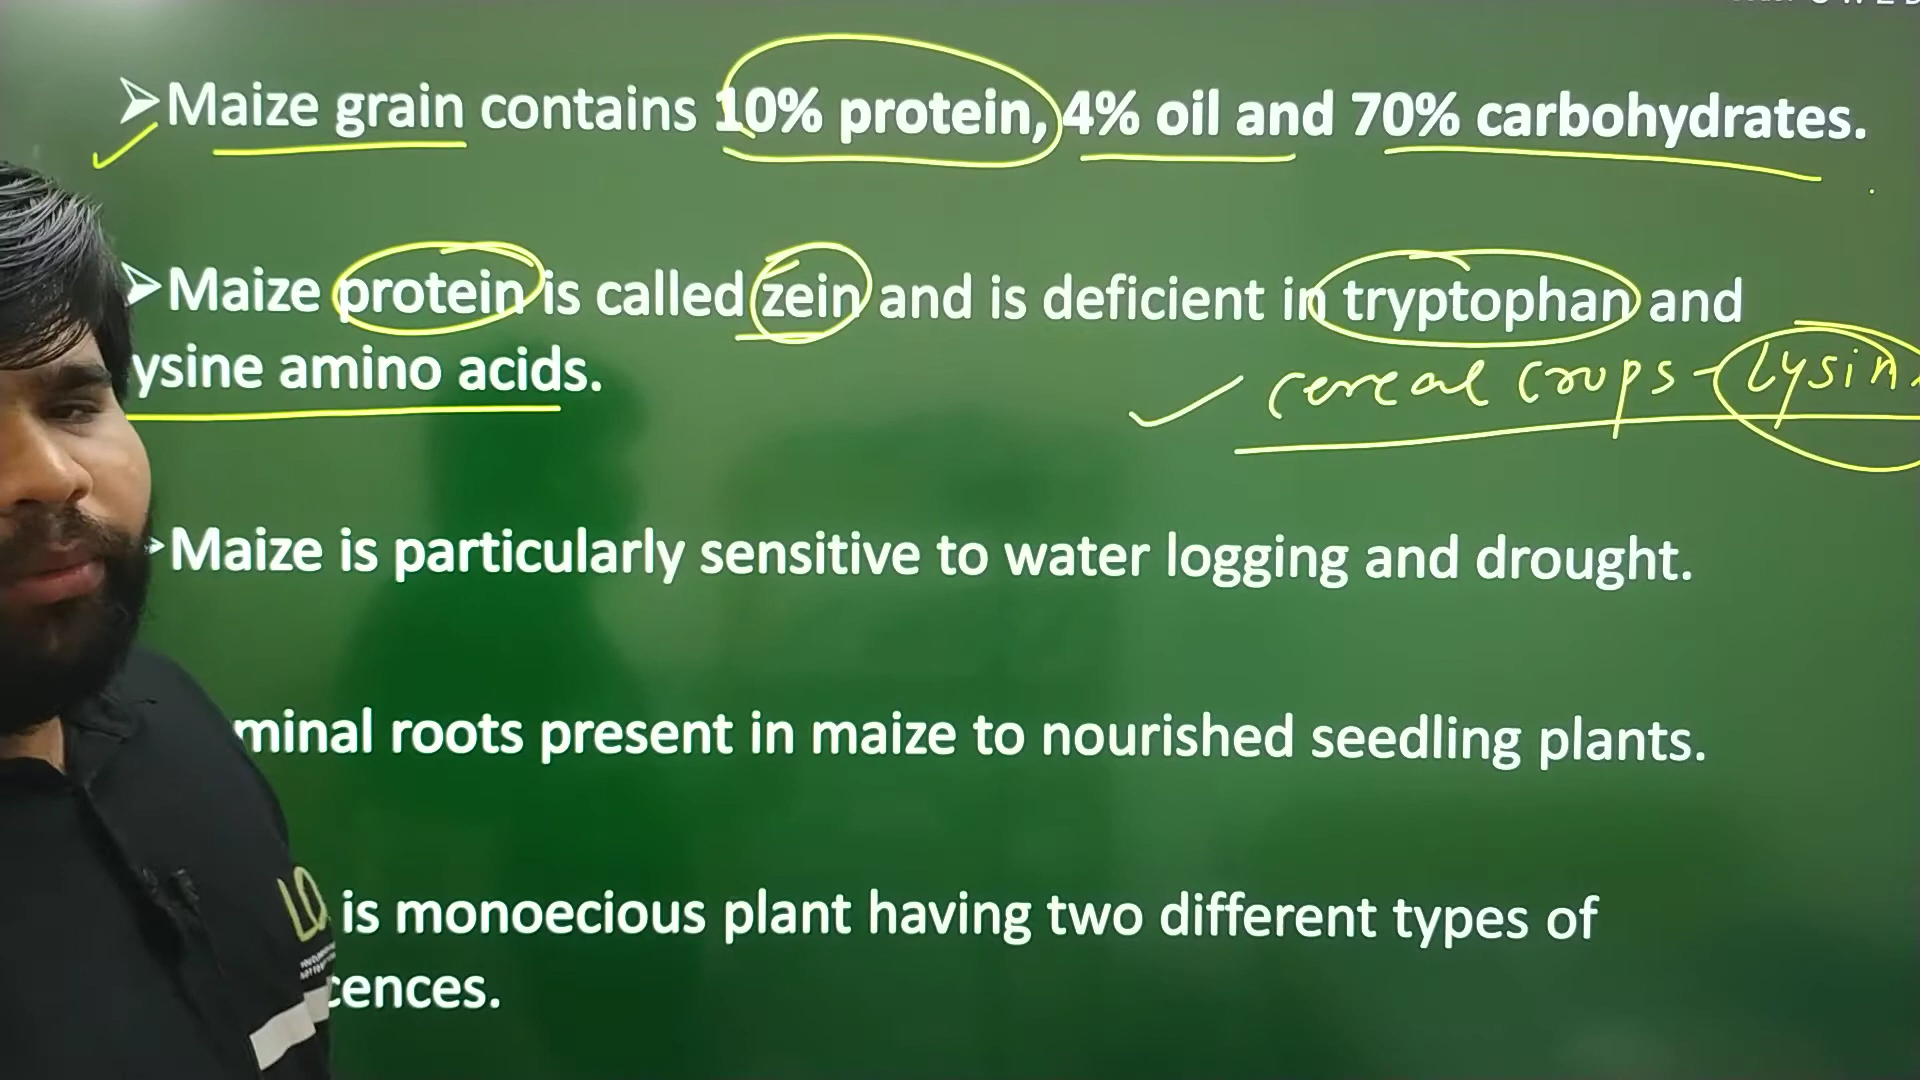 Maize grain contains 10% protein, 4% oil and 70% carbohydrates.
Maize protein is called zein and is deficient in tryptophan and
ysine amino acids.
cereal crops - Lysin
Maize is particularly sensitive to water logging and drought.
minal roots present in maize to nourished seedling plants.
is monoecious plant having two different types of
cences.